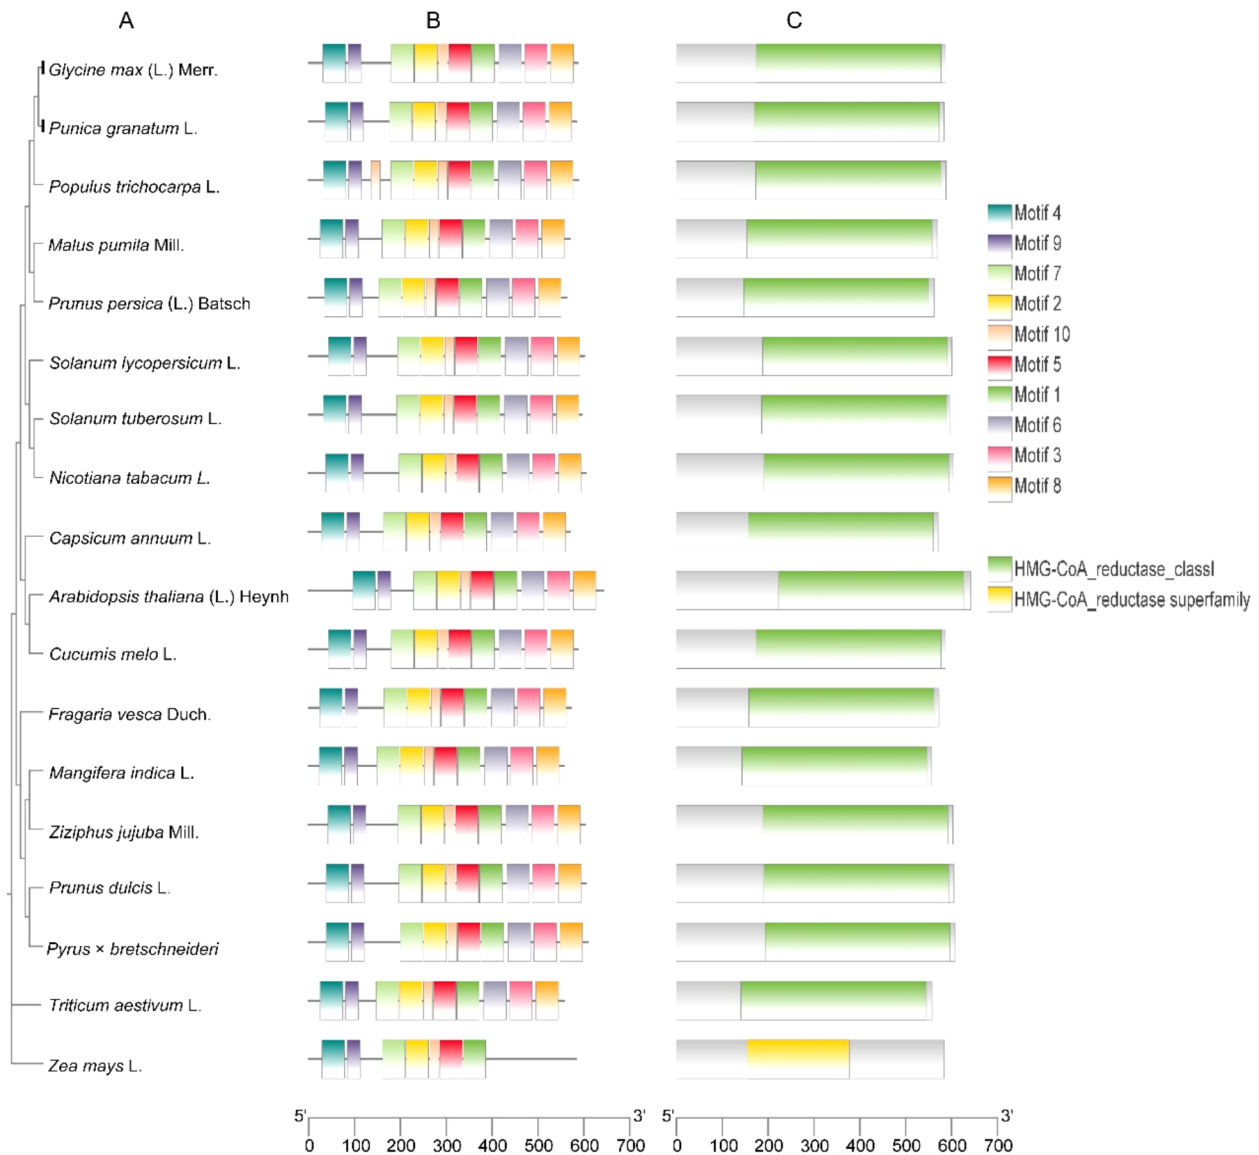 A B C
Glycine max (L.) Merr.
Punica granatum L.
Populus trichocarpa L.
Malus pumila Mill.
Prunus persica (L.) Batsch
Solanum lycopersicum L.
Solanum tuberosum L.
Nicotiana tabacum L.
Capsicum annuum L.
Arabidopsis thaliana (L.) Heynh
Cucumis melo L.
Fragaria vesca Duch.
Mangifera indica L.
Ziziphus jujuba Mill.
Prunus dulcis L.
Pyrus × bretschneideri
Triticum aestivum L.
Zea mays L.
Motif 4
Motif 9
Motif 7
Motif 2
Motif 10
Motif 5
Motif 1
Motif 6
Motif 3
Motif 8
HMG-CoA_reductase_classI
HMG-CoA_reductase superfamily
5' 3' 5' 3'
0 100 200 300 400 500 600 700 0 100 200 300 400 500 600 700